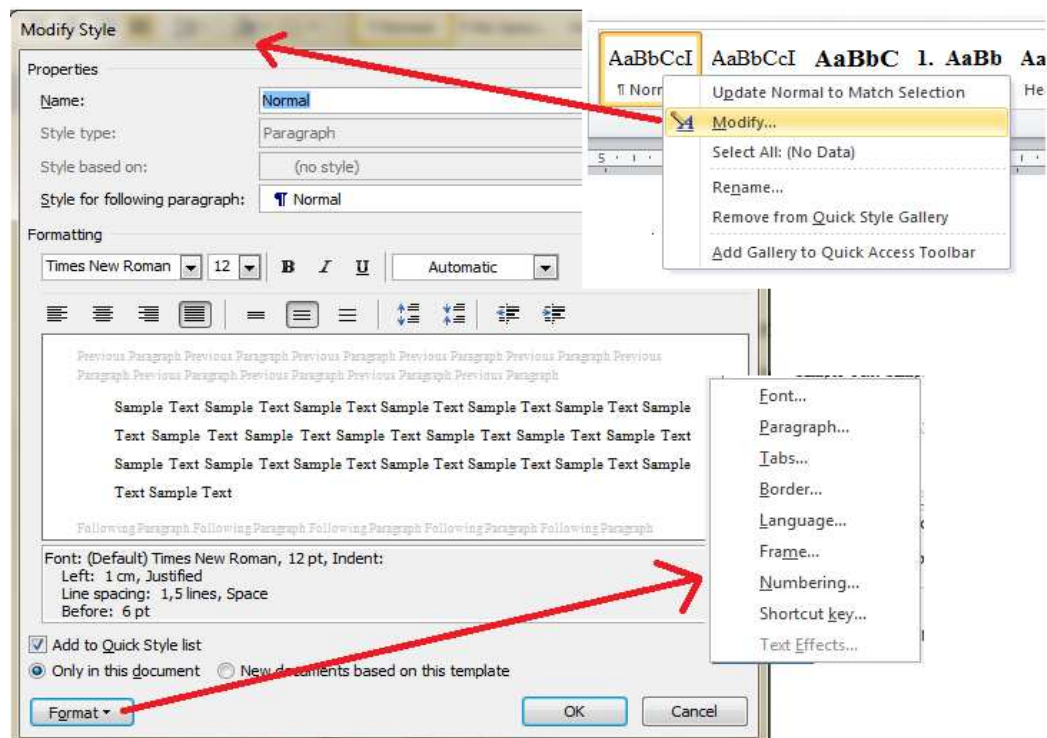 Modify Style
Properties
Name:
Normal
Style type:
Paragraph
Style based on:
(no style)
Style for following paragraph:
¶ Normal
Formatting
Times New Roman 12 B I U Automatic
Previous Paragraph Previous Paragraph Previous Paragraph Previous Paragraph Previous Paragraph Previous
Paragraph Previous Paragraph Previous Paragraph Previous Paragraph Previous Paragraph
Sample Text Sample Text Sample Text Sample Text Sample Text Sample Text Sample
Text Sample Text Sample Text Sample Text Sample Text Sample Text Sample Text
Sample Text Sample Text Sample Text Sample Text Sample Text Sample Text Sample
Text Sample Text
Following Paragraph Following Paragraph Following Paragraph Following Paragraph Following Paragraph
Font: (Default) Times New Roman, 12 pt, Indent:
Left: 1 cm, Justified
Line spacing: 1,5 lines, Space
Before: 6 pt
Add to Quick Style list
Only in this document New documents based on this template
Format
OK Cancel
AaBbCcI AaBbCcI AaBbC 1. AaBb Aa
¶ Norr He
Update Normal to Match Selection
Modify...
Select All: (No Data)
Rename...
Remove from Quick Style Gallery
Add Gallery to Quick Access Toolbar
5
Font...
Paragraph...
Tabs...
Border...
Language...
Frame...
Numbering...
Shortcut key...
Text Effects...